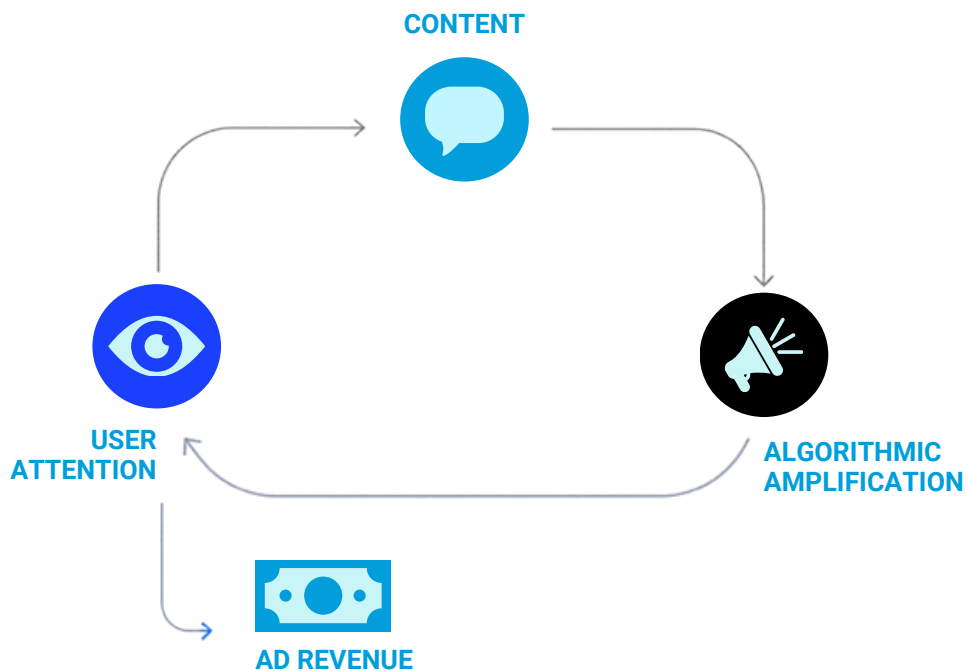 CONTENT
USER
ATTENTION
ALGORITHMIC
AMPLIFICATION
AD REVENUE